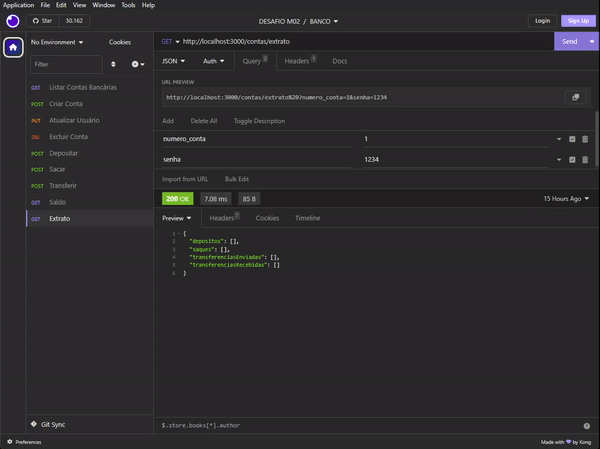 Application File Edit View Window Tools Help
Star 30.162
DESAFIO M02 / BANCO
Login Sign Up
No Environment Cookies
GET http://localhost:3000/contas/extrato Send
Filter
JSON Auth Query 2 Headers 1 Docs
URL PREVIEW
http://localhost:3000/contas/extrato%20?numero_conta=1&senha=1234
Add Delete All Toggle Description
numero_conta 1
senha 1234
Import from URL Bulk Edit
200 OK 7.08 ms 85 B 15 Hours Ago
Preview Headers 7 Cookies Timeline
1 {
2 "depositos": [],
3 "saques": [],
4 "transferenciasEnviadas": [],
5 "transferenciasRecebidas": []
6 }
GET Listar Contas Bancárias
POST Criar Conta
PUT Atualizar Usuário
DEL Excluir Conta
POST Depositar
POST Sacar
POST Transferir
GET Saldo
GET Extrato
Git Sync
$.store.books[*].author
Preferences
Made with by Kong